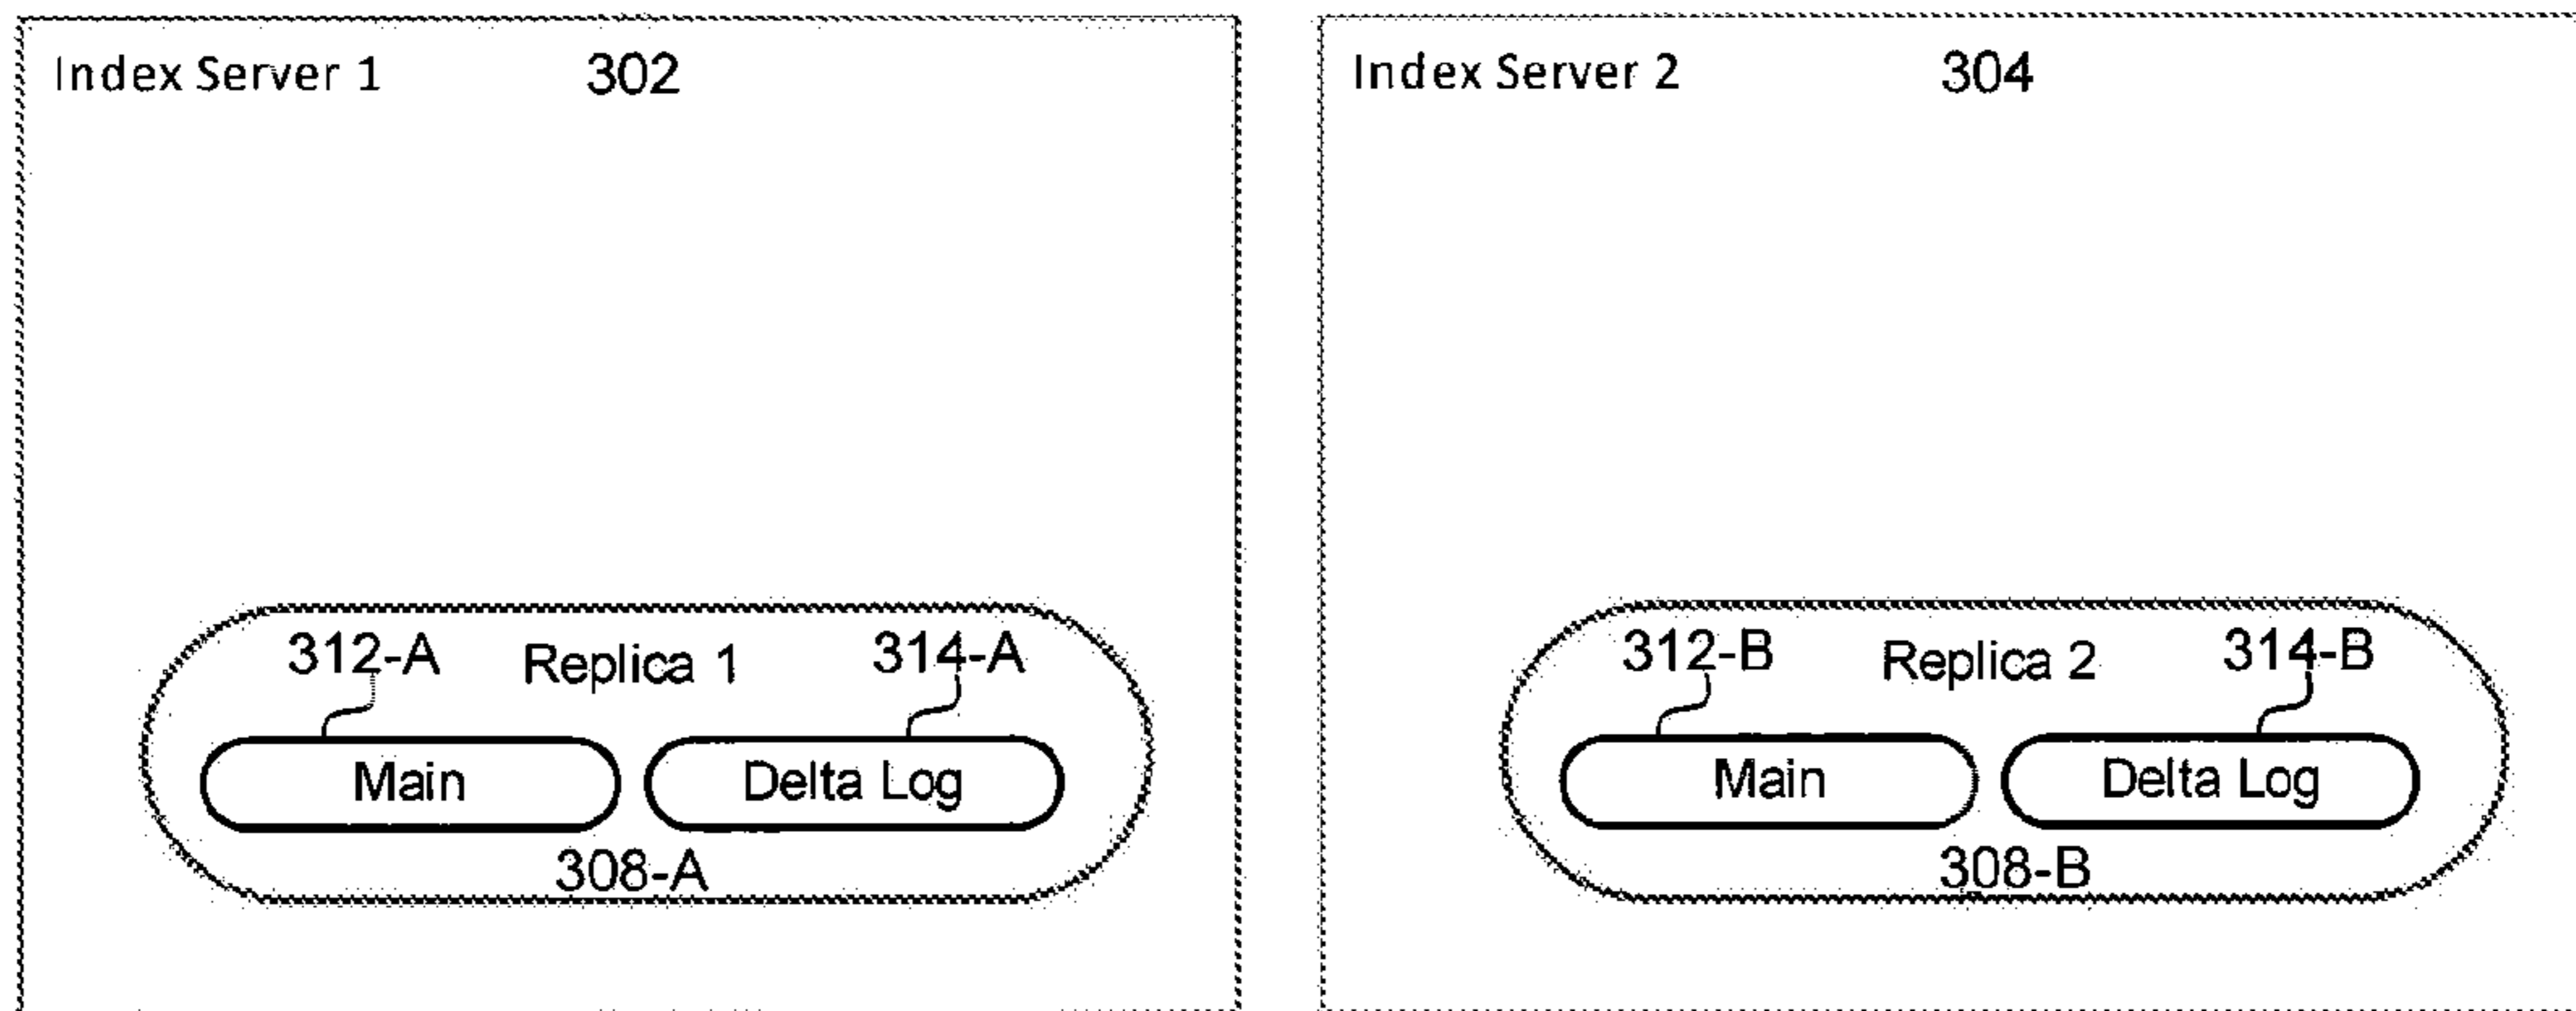 Index Server 1 302
312-A Replica 1 314-A
Main Delta Log
308-A
Index Server 2 304
312-B Replica 2 314-B
Main Delta Log
308-B